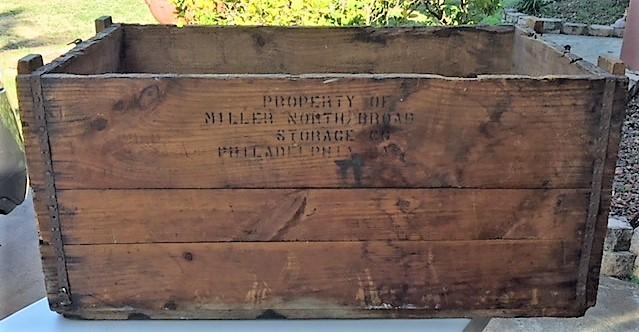 PROPERTY OF
MILLER NORTH BROAD
STORAGE CO
PHILADELPHIA